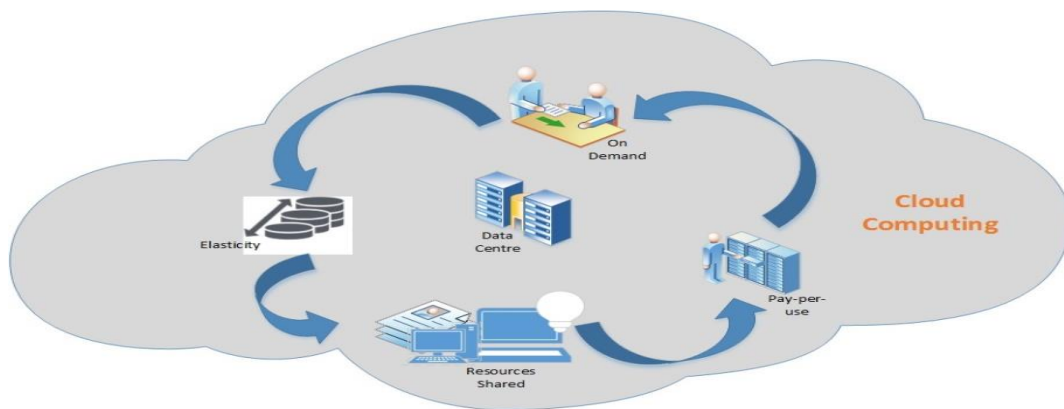 On
Demand
Cloud
Computing
Elasticity
Data
Centre
Pay-per-
use
Resources
Shared